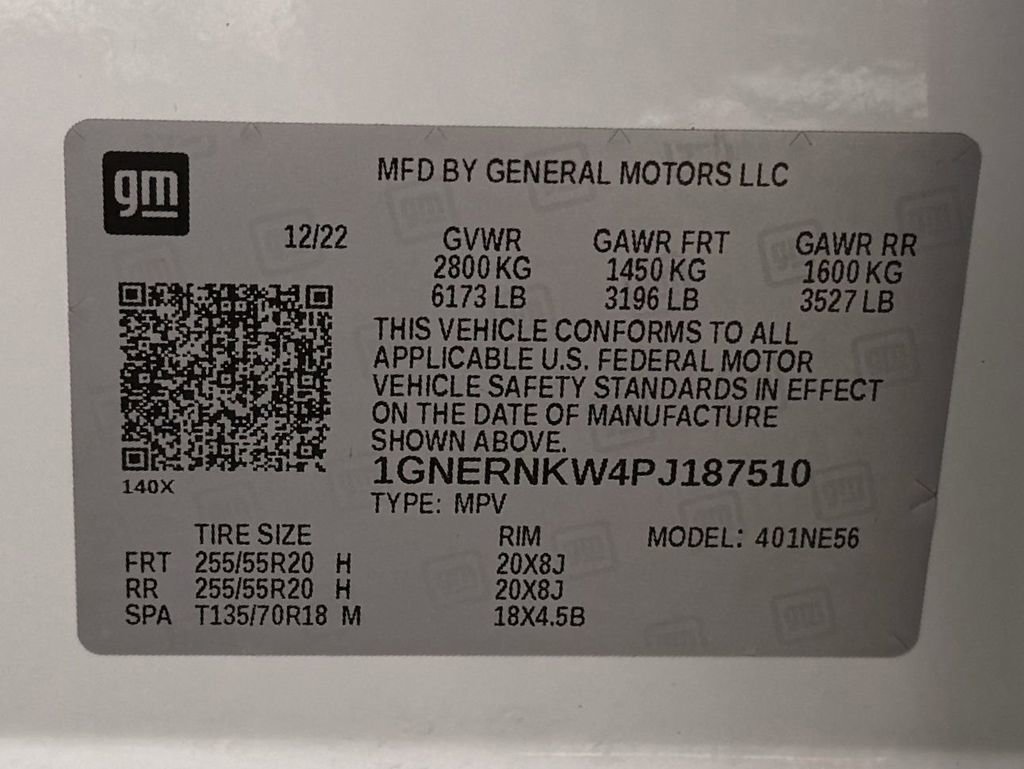 gm
MFD BY GENERAL MOTORS LLC
12/22 GVWR GAWR FRT GAWR RR
2800 KG 1450 KG 1600 KG
6173 LB 3196 LB 3527 LB
THIS VEHICLE CONFORMS TO ALL
APPLICABLE U.S. FEDERAL MOTOR
VEHICLE SAFETY STANDARDS IN EFFECT
ON THE DATE OF MANUFACTURE
SHOWN ABOVE.
1GNERNKW4PJ187510
140X
TYPE: MPV
TIRE SIZE RIM MODEL: 401NE56
FRT 255/55R20 H 20X8J
RR 255/55R20 H 20X8J
SPA T135/70R18 M 18X4.5B